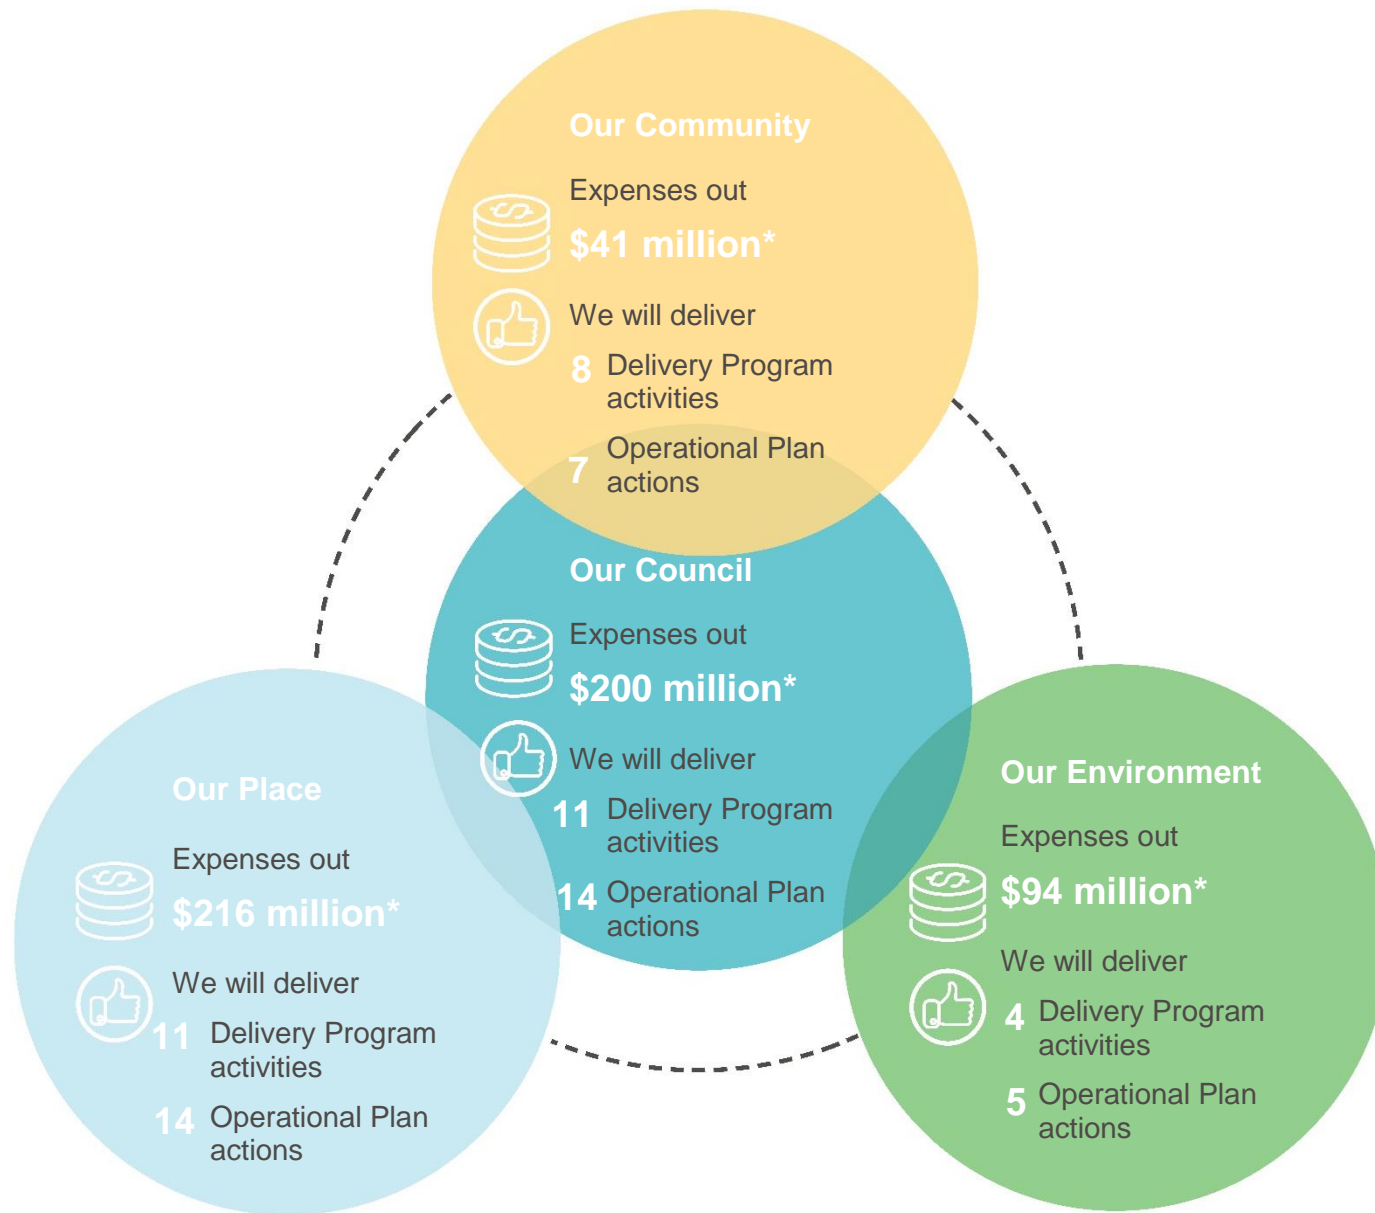 Our Community
Expenses out
$41 million*
We will deliver
8 Delivery Program
activities
7 Operational Plan
actions
Our Council
Expenses out
$200 million*
We will deliver
11 Delivery Program
activities
14 Operational Plan
actions
Our Place
Expenses out
$216 million*
We will deliver
11 Delivery Program
activities
14 Operational Plan
actions
Our Environment
Expenses out
$94 million*
We will deliver
4 Delivery Program
activities
5 Operational Plan
actions